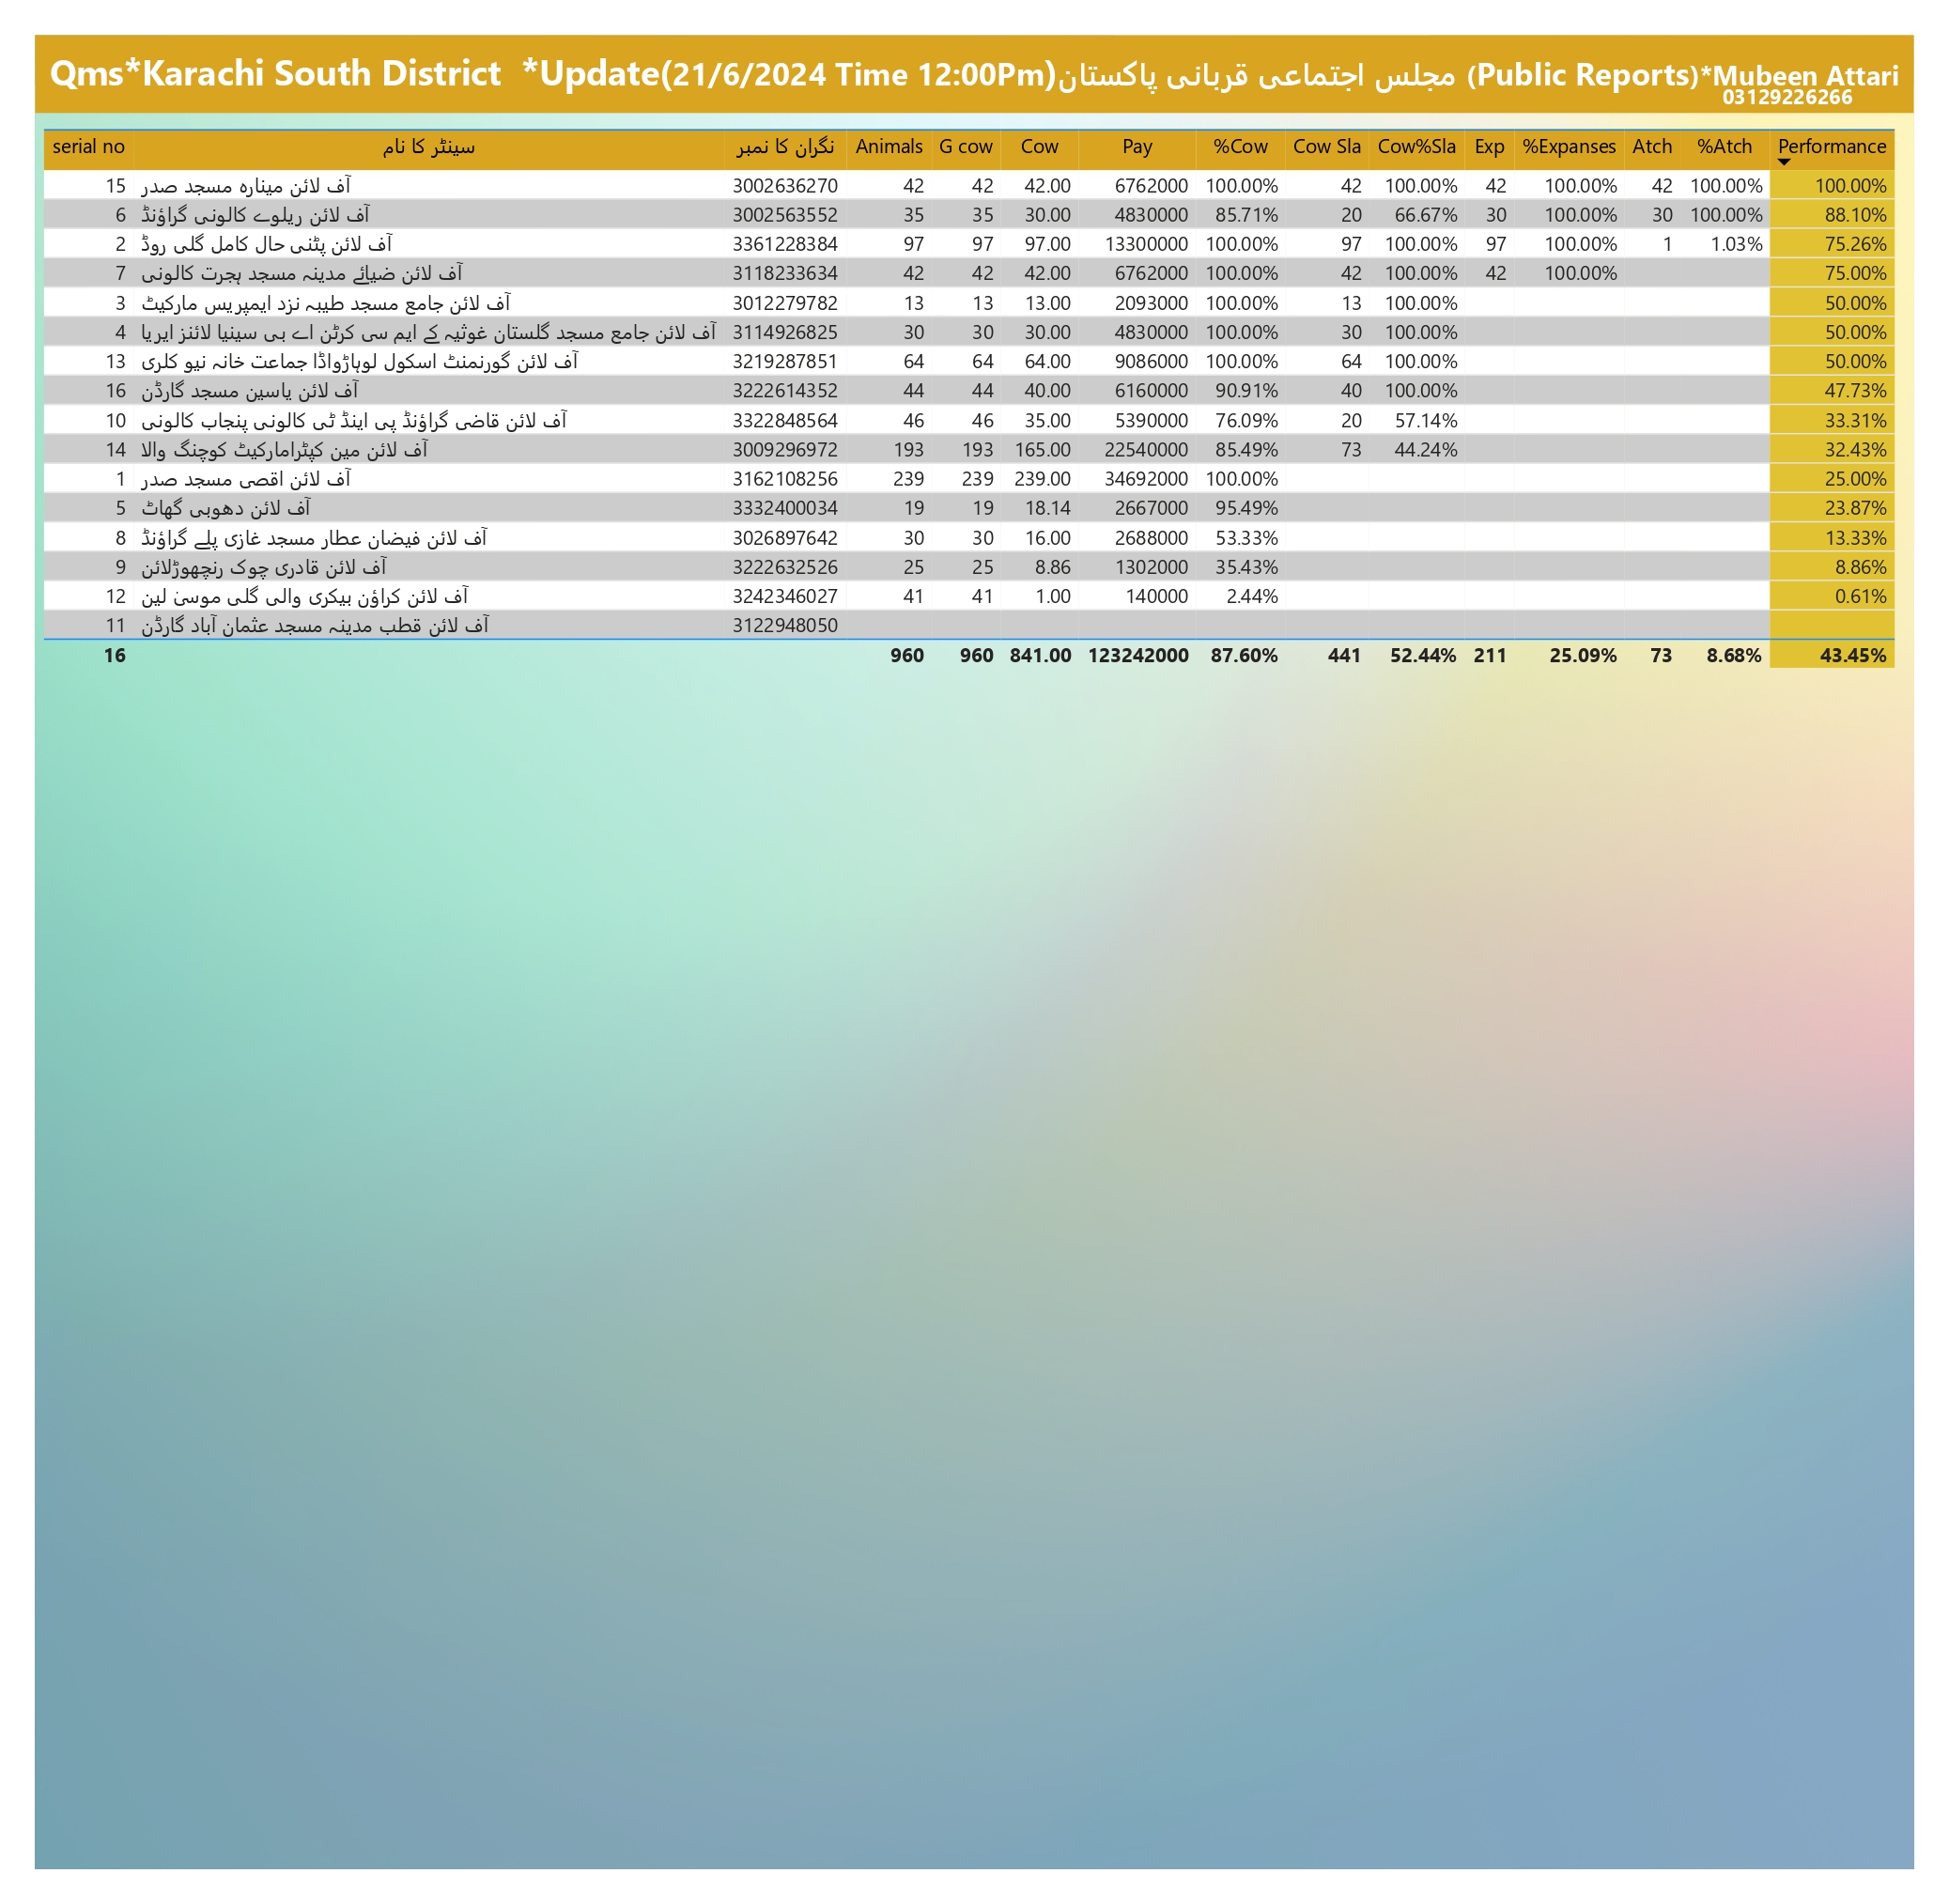 Qms*Karachi South District *Update(21/6/2024 Time 12:00Pm)مجلس اجتماعی قربانی پاکستان (Public Reports)*Mubeen Attari
03129226266
serial no سینٹر کا نام نگران کا نمبر Animals G cow Cow Pay %Cow Cow Sla Cow%Sla Exp %Expanses Atch %Atch Performance
15 آف لائن مینارہ مسجد صدر 3002636270 42 42 42.00 6762000 100.00% 42 100.00% 42 100.00% 42 100.00% 100.00%
6 آف لائن ریلوے کالونی گراؤنڈ 3002563552 35 35 30.00 4830000 85.71% 20 66.67% 30 100.00% 30 100.00% 88.10%
2 آف لائن پٹنی حال کامل گلی روڈ 3361228384 97 97 97.00 13300000 100.00% 97 100.00% 97 100.00% 1 1.03% 75.26%
7 آف لائن ضیائے مدینہ مسجد ہجرت کالونی 3118233634 42 42 42.00 6762000 100.00% 42 100.00% 42 100.00% 75.00%
3 آف لائن جامع مسجد طیبہ نزد ایمپریس مارکیٹ 3012279782 13 13 13.00 2093000 100.00% 13 100.00% 50.00%
4 آف لائن جامع مسجد گلستان غوثیہ کے ایم سی کرٹن اے بی سینیا لائنز ایریا 3114926825 30 30 30.00 4830000 100.00% 30 100.00% 50.00%
13 آف لائن گورنمنٹ اسکول لوہاڑواڈا جماعت خانہ نیو کلری 3219287851 64 64 64.00 9086000 100.00% 64 100.00% 50.00%
16 آف لائن یاسین مسجد گارڈن 3222614352 44 44 40.00 6160000 90.91% 40 100.00% 47.73%
10 آف لائن قاضی گراؤنڈ پی اینڈ ٹی کالونی پنجاب کالونی 3322848564 46 46 35.00 5390000 76.09% 20 57.14% 33.31%
14 آف لائن مین کپٹرامارکیٹ کوچنگ والا 3009296972 193 193 165.00 22540000 85.49% 73 44.24% 32.43%
1 آف لائن اقصی مسجد صدر 3162108256 239 239 239.00 34692000 100.00% 25.00%
5 آف لائن دھوبی گھاٹ 3332400034 19 19 18.14 2667000 95.49% 23.87%
8 آف لائن فیضان عطار مسجد غازی پلے گراؤنڈ 3026897642 30 30 16.00 2688000 53.33% 13.33%
9 آف لائن قادری چوک رنچھوڑلائن 3222632526 25 25 8.86 1302000 35.43% 8.86%
12 آف لائن کراؤن بیکری والی گلی موسیٰ لین 3242346027 41 41 1.00 140000 2.44% 0.61%
11 آف لائن قطب مدینہ مسجد عثمان آباد گارڈن 3122948050
16 960 960 841.00 123242000 87.60% 441 52.44% 211 25.09% 73 8.68% 43.45%